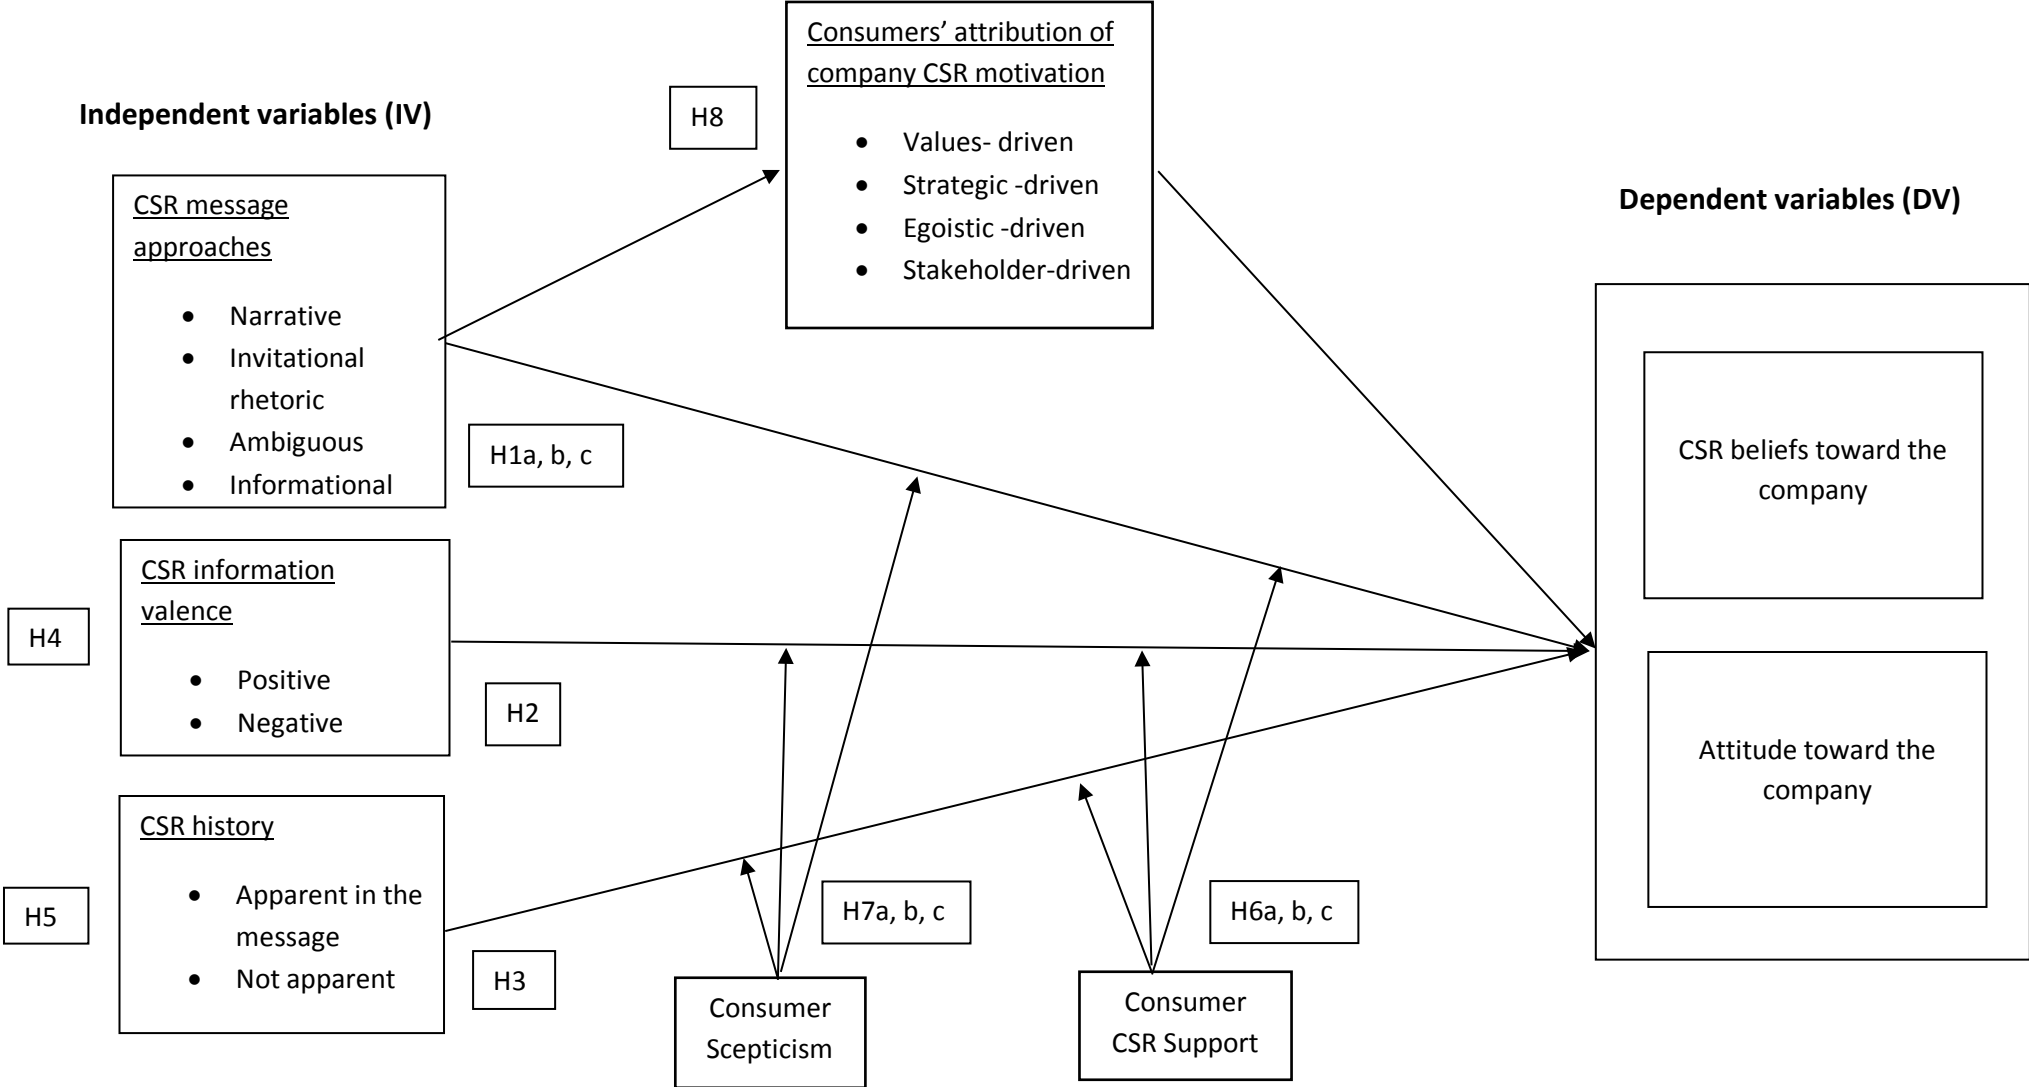 Independent variables (IV)
CSR message
approaches
• Narrative
• Invitational
rhetoric
• Ambiguous
• Informational
H4
CSR information
valence
• Positive
• Negative
H5
CSR history
• Apparent in the
message
• Not apparent
H8
Consumers’ attribution of
company CSR motivation
• Values- driven
• Strategic -driven
• Egoistic -driven
• Stakeholder-driven
H1a, b, c
H2
H3
H7a, b, c
H6a, b, c
Consumer
Scepticism
Consumer
CSR Support
Dependent variables (DV)
CSR beliefs toward the
company
Attitude toward the
company